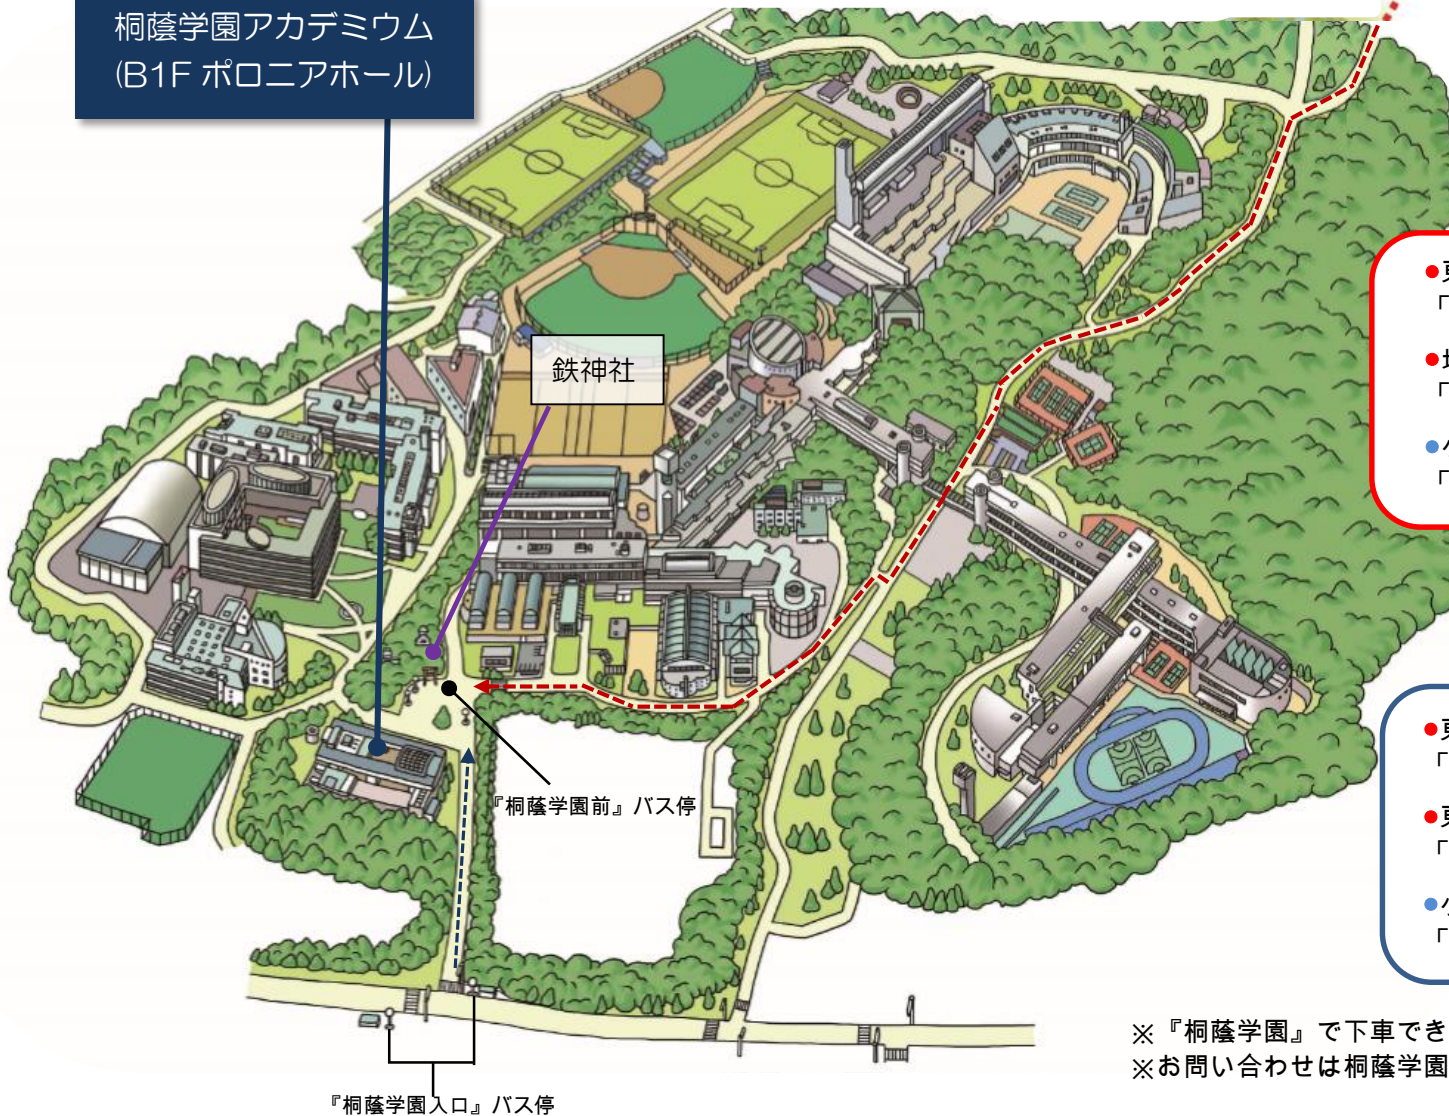 桐蔭学園アカデミウム
(B1F ポロニアホール)
鉄神社
『桐蔭学園前』バス停
『桐蔭学園入口』バス停
※『桐蔭学園』で下車でき
※お問い合わせは桐蔭学園